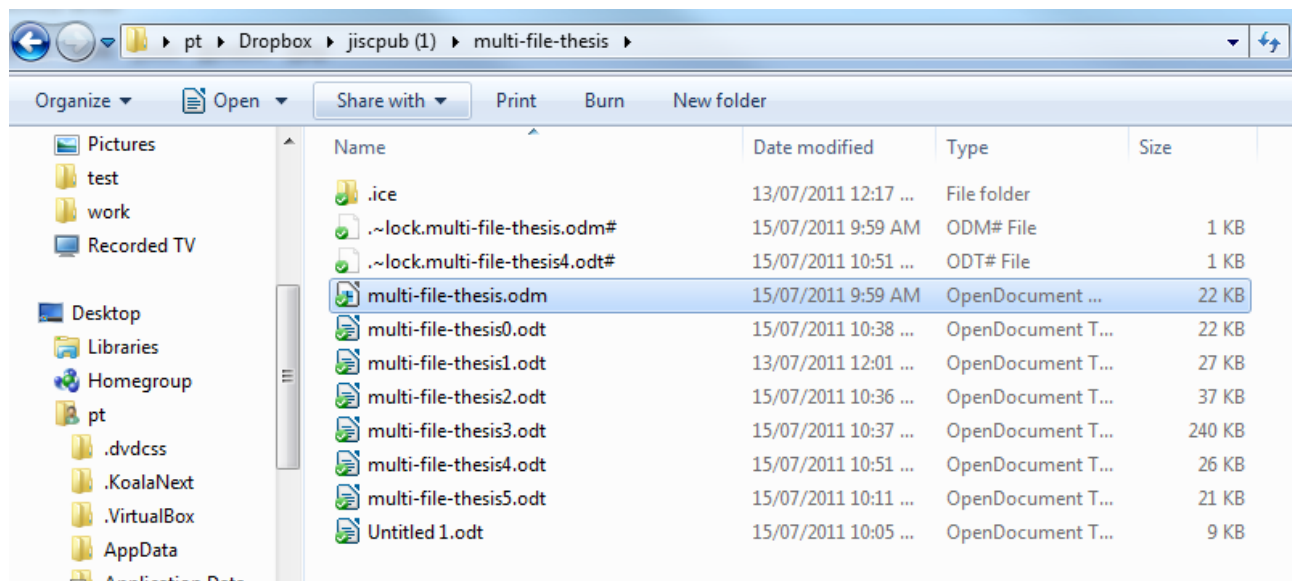 pt Dropbox jiscpub (1) multi-file-thesis
Organize Open Share with Print Burn New folder
Pictures
test
work
Recorded TV
Desktop
Libraries
Homegroup
pt
.dvdcss
.KoalaNext
.VirtualBox
AppData
Application Data
Name Date modified Type Size
.ice 13/07/2011 12:17 ... File folder
.~lock.multi-file-thesis.odm# 15/07/2011 9:59 AM ODM# File 1 KB
.~lock.multi-file-thesis4.odt# 15/07/2011 10:51 ... ODT# File 1 KB
multi-file-thesis.odm 15/07/2011 9:59 AM OpenDocument ... 22 KB
multi-file-thesis0.odt 15/07/2011 10:38 ... OpenDocument T... 22 KB
multi-file-thesis1.odt 13/07/2011 12:01 ... OpenDocument T... 27 KB
multi-file-thesis2.odt 15/07/2011 10:36 ... OpenDocument T... 37 KB
multi-file-thesis3.odt 15/07/2011 10:37 ... OpenDocument T... 240 KB
multi-file-thesis4.odt 15/07/2011 10:51 ... OpenDocument T... 26 KB
multi-file-thesis5.odt 15/07/2011 10:11 ... OpenDocument T... 21 KB
Untitled 1.odt 15/07/2011 10:05 ... OpenDocument T... 9 KB